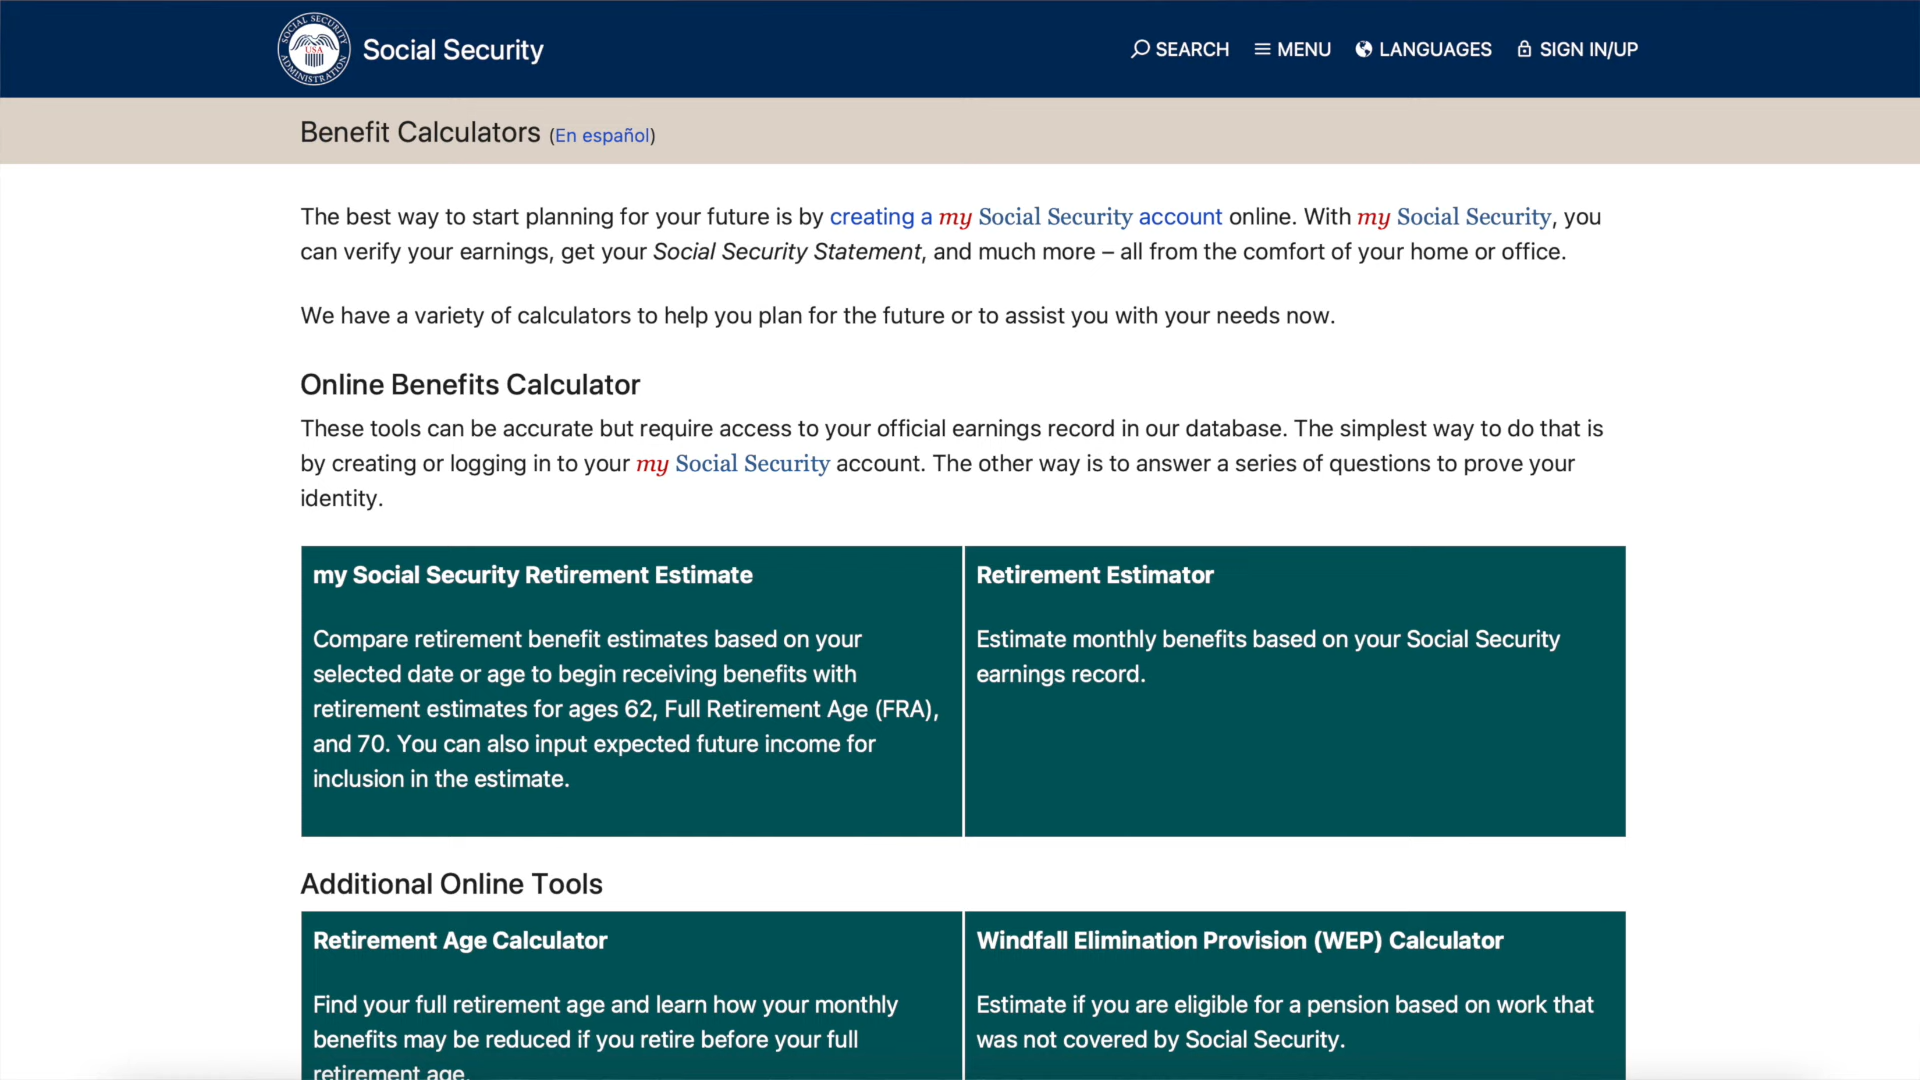 SOCIAL SECURITY ADMINISTRATION
USA
Social Security
SEARCH MENU LANGUAGES SIGN IN/UP
Benefit Calculators (En español)
The best way to start planning for your future is by creating a my Social Security account online. With my Social Security, you
can verify your earnings, get your Social Security Statement, and much more – all from the comfort of your home or office.
We have a variety of calculators to help you plan for the future or to assist you with your needs now.
Online Benefits Calculator
These tools can be accurate but require access to your official earnings record in our database. The simplest way to do that is
by creating or logging in to your my Social Security account. The other way is to answer a series of questions to prove your
identity.
my Social Security Retirement Estimate
Compare retirement benefit estimates based on your
selected date or age to begin receiving benefits with
retirement estimates for ages 62, Full Retirement Age (FRA),
and 70. You can also input expected future income for
inclusion in the estimate.
Retirement Estimator
Estimate monthly benefits based on your Social Security
earnings record.
Additional Online Tools
Retirement Age Calculator
Find your full retirement age and learn how your monthly
benefits may be reduced if you retire before your full
retirement age.
Windfall Elimination Provision (WEP) Calculator
Estimate if you are eligible for a pension based on work that
was not covered by Social Security.